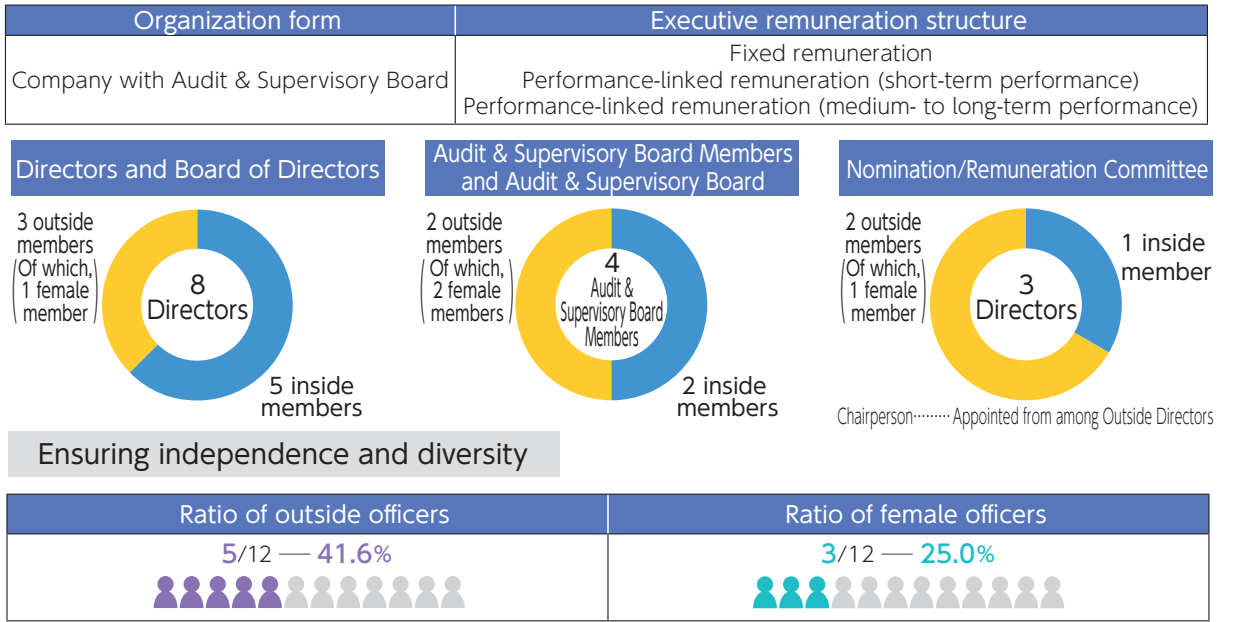 Organization form
Executive remuneration structure
Company with Audit & Supervisory Board
Fixed remuneration
Performance-linked remuneration (short-term performance)
Performance-linked remuneration (medium- to long-term performance)
Directors and Board of Directors
3 outside
members
(Of which,
1 female
member)
8
Directors
5 inside
members
Audit & Supervisory Board Members
and Audit & Supervisory Board
2 outside
members
(Of which,
2 female
members)
4
Audit &
Supervisory Board
Members
2 inside
members
Nomination/Remuneration Committee
2 outside
members
(Of which,
1 female
member)
3
Directors
1 inside
member
Chairperson········· Appointed from among Outside Directors
Ensuring independence and diversity
Ratio of outside officers
5/12 — 41.6%
Ratio of female officers
3/12 — 25.0%